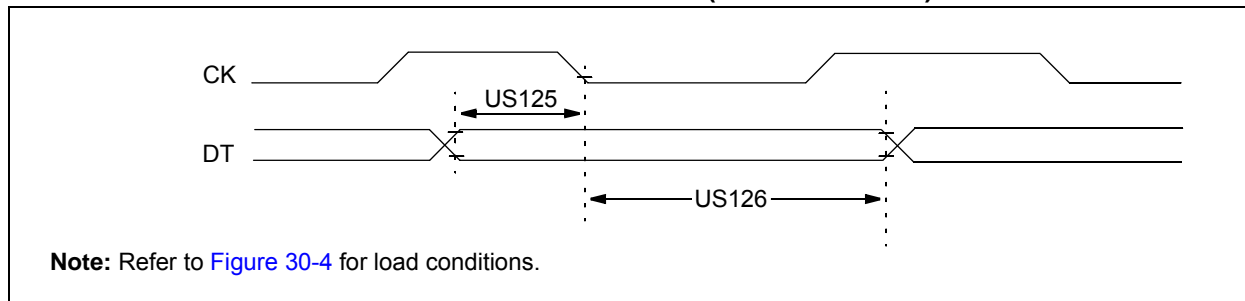 CK
US125
DT
US126
Note: Refer to Figure 30-4 for load conditions.